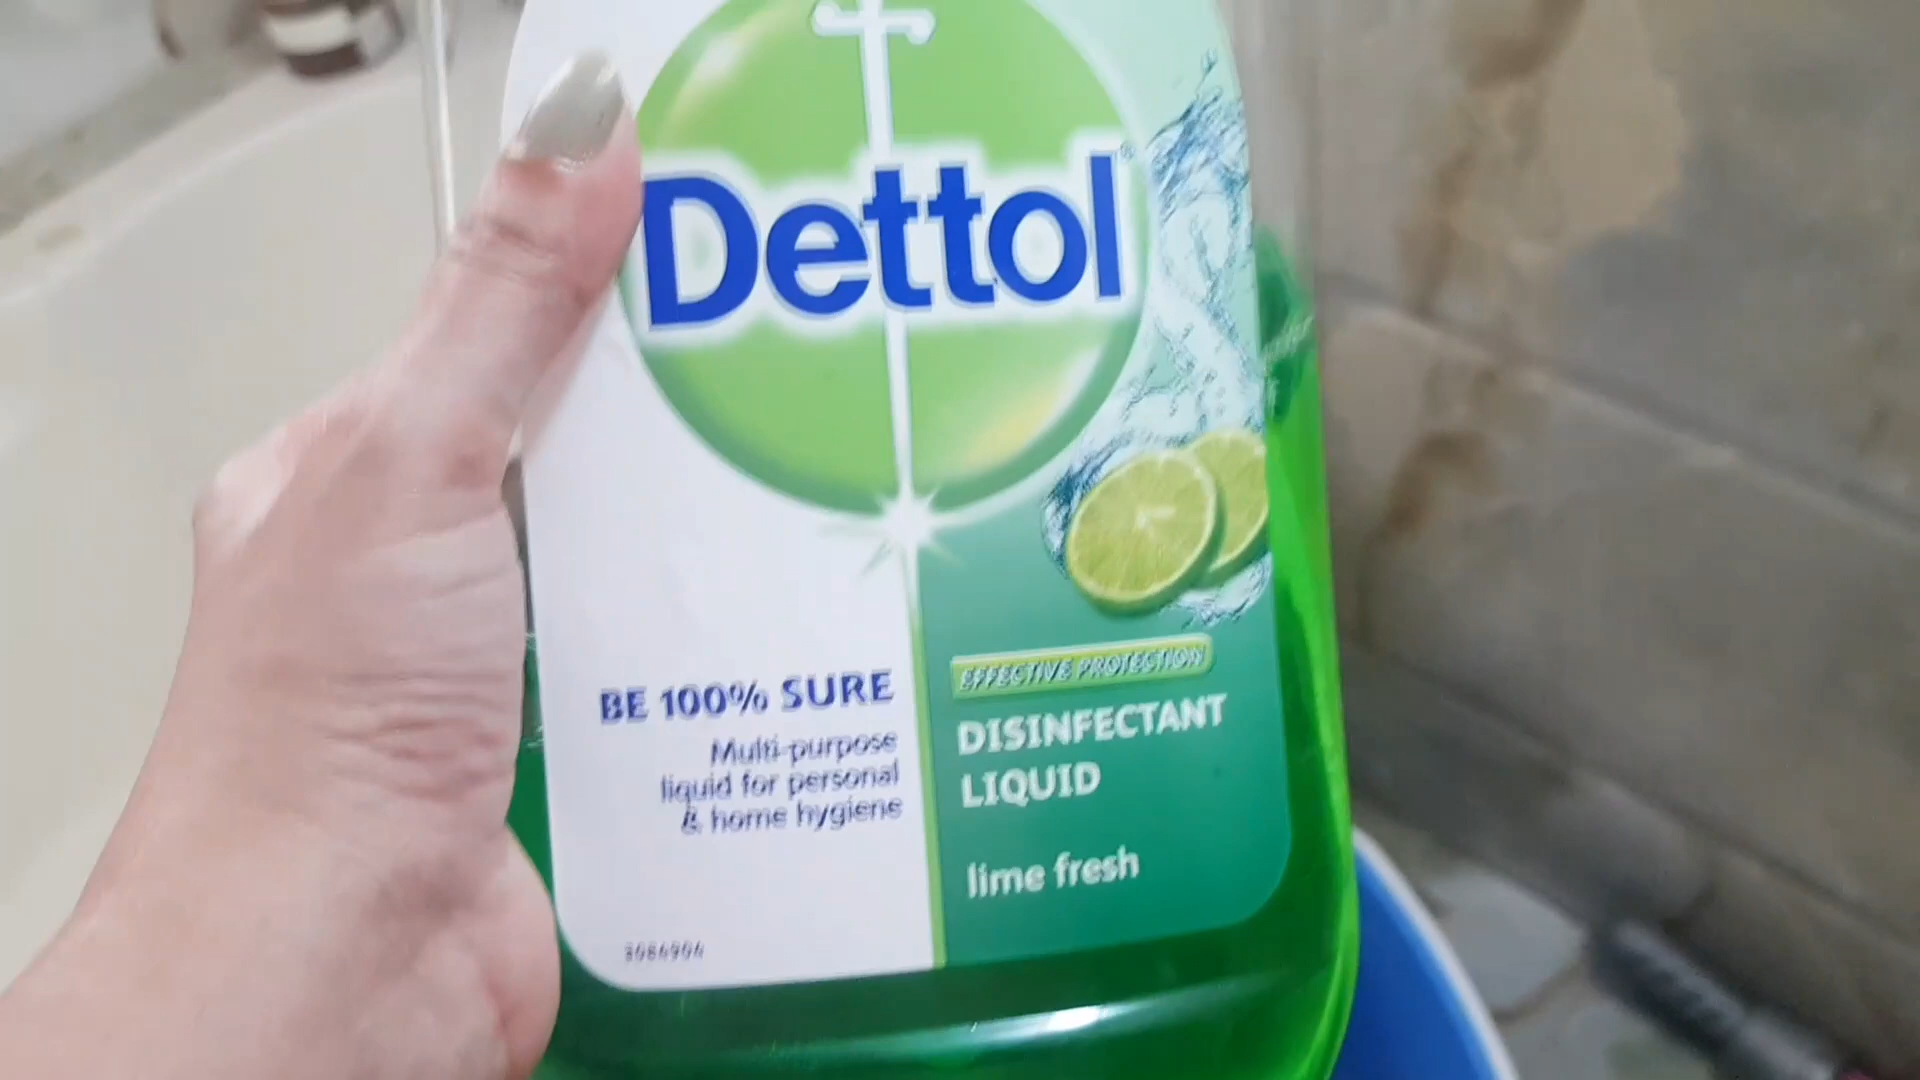 Dettol
BE 100% SURE
Multi-purpose
liquid for personal
& home hygiene
EFFECTIVE PROTECTION
DISINFECTANT
LIQUID
lime fresh